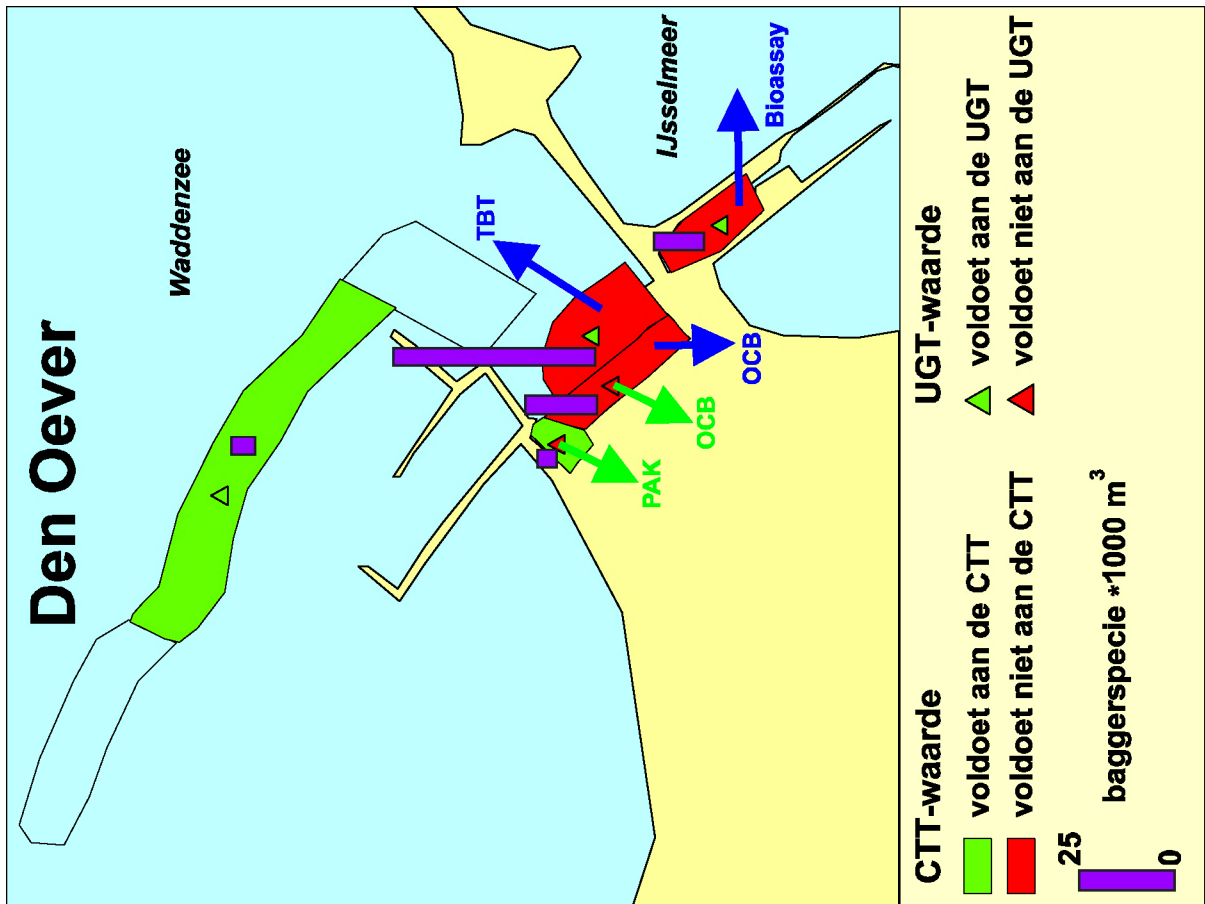 Den Oever
Waddenzee
IJsselmeer
TBT
Bioassay
OCB
OCB
PAK
CTT-waarde
voldoet aan de CTT
voldoet niet aan de CTT
25
0
baggerspecie *1000 m³
UGT-waarde
voldoet aan de UGT
voldoet niet aan de UGT